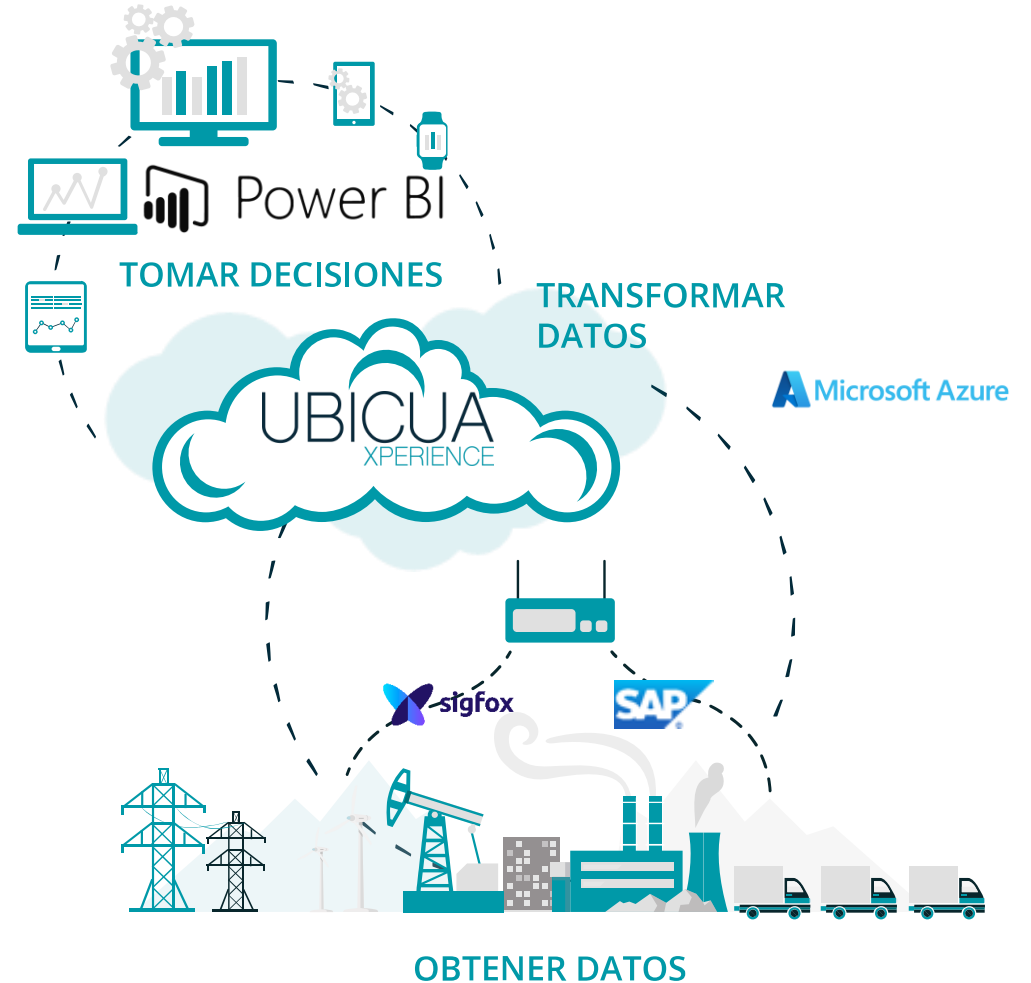 Power BI
TOMAR DECISIONES
TRANSFORMAR
DATOS
Microsoft Azure
UBICUA
XPERIENCE
sigfox
SAP
®
OBTENER DATOS